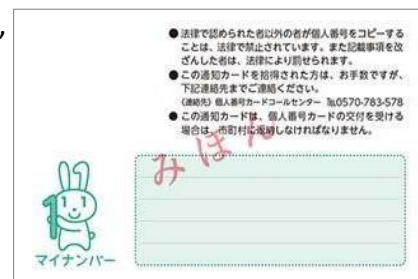 ● 法律で認められた者以外の者が個人番号をコピーする
ことは、法律で禁止されています。また記載事項を改
ざんした者は、法律により罰せられます。
● この通知カードを拾得された方は、お手数ですが、
下記連絡先までご連絡ください。
〈連絡先〉個人番号カードコールセンター ℡0570-783-578
● この通知カードは、個人番号カードの交付を受ける
場合は、市町村に返納しなければなりません。
みほん
1
マイナンバー